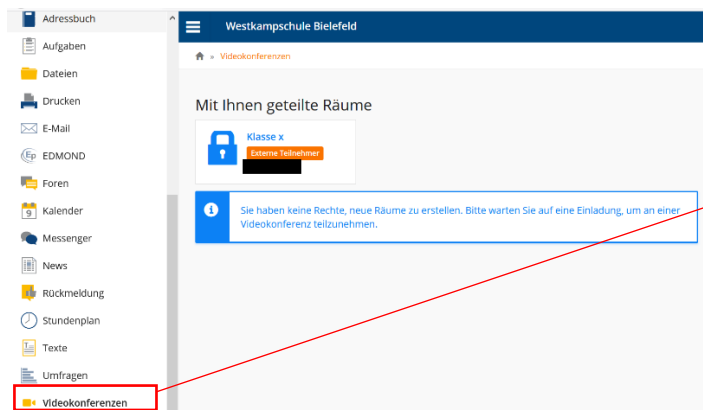 Adressbuch
Aufgaben
Dateien
Drucken
E-Mail
EDMOND
Foren
9
Kalender
Messenger
News
Rückmeldung
Stundenplan
Texte
Umfragen
Videokonferenzen
Westkampschule Bielefeld
» Videokonferenzen
Mit Ihnen geteilte Räume
Klasse x
Externe Teilnehmer
Sie haben keine Rechte, neue Räume zu erstellen. Bitte warten Sie auf eine Einladung, um an einer
Videokonferenz teilzunehmen.